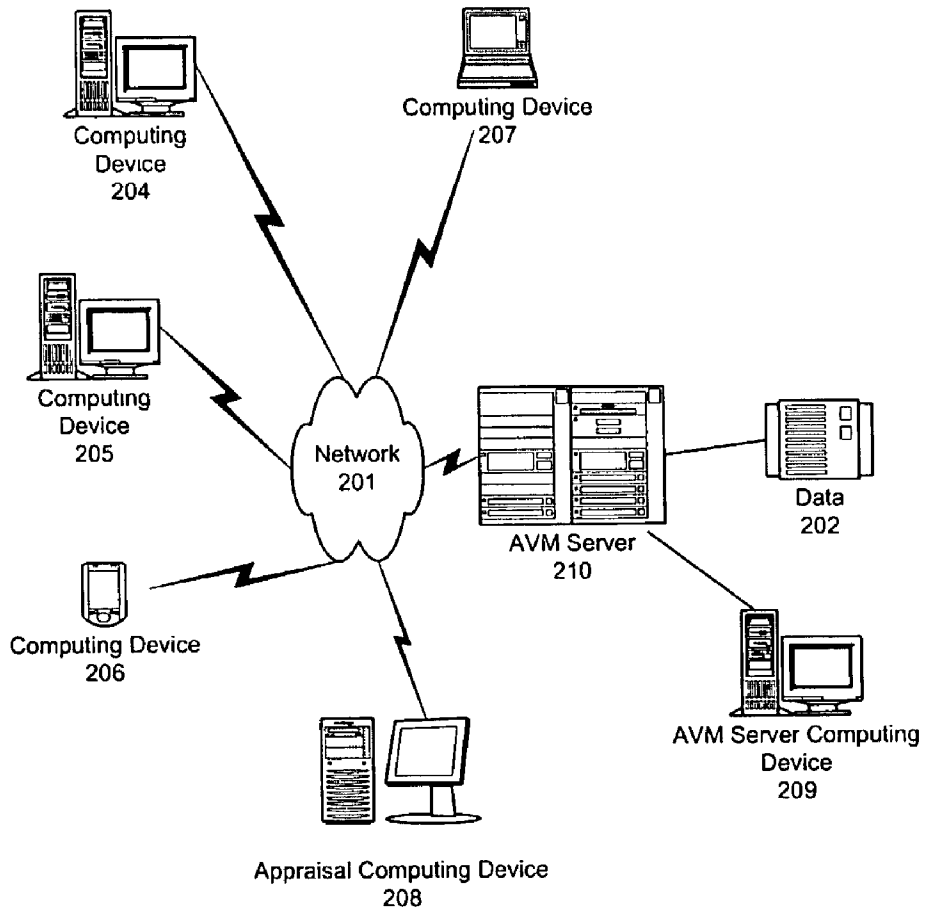 Computing
Device
204
Computing Device
207
Computing
Device
205
Network
201
Data
202
AVM Server
210
Computing Device
206
AVM Server Computing
Device
209
Appraisal Computing Device
208